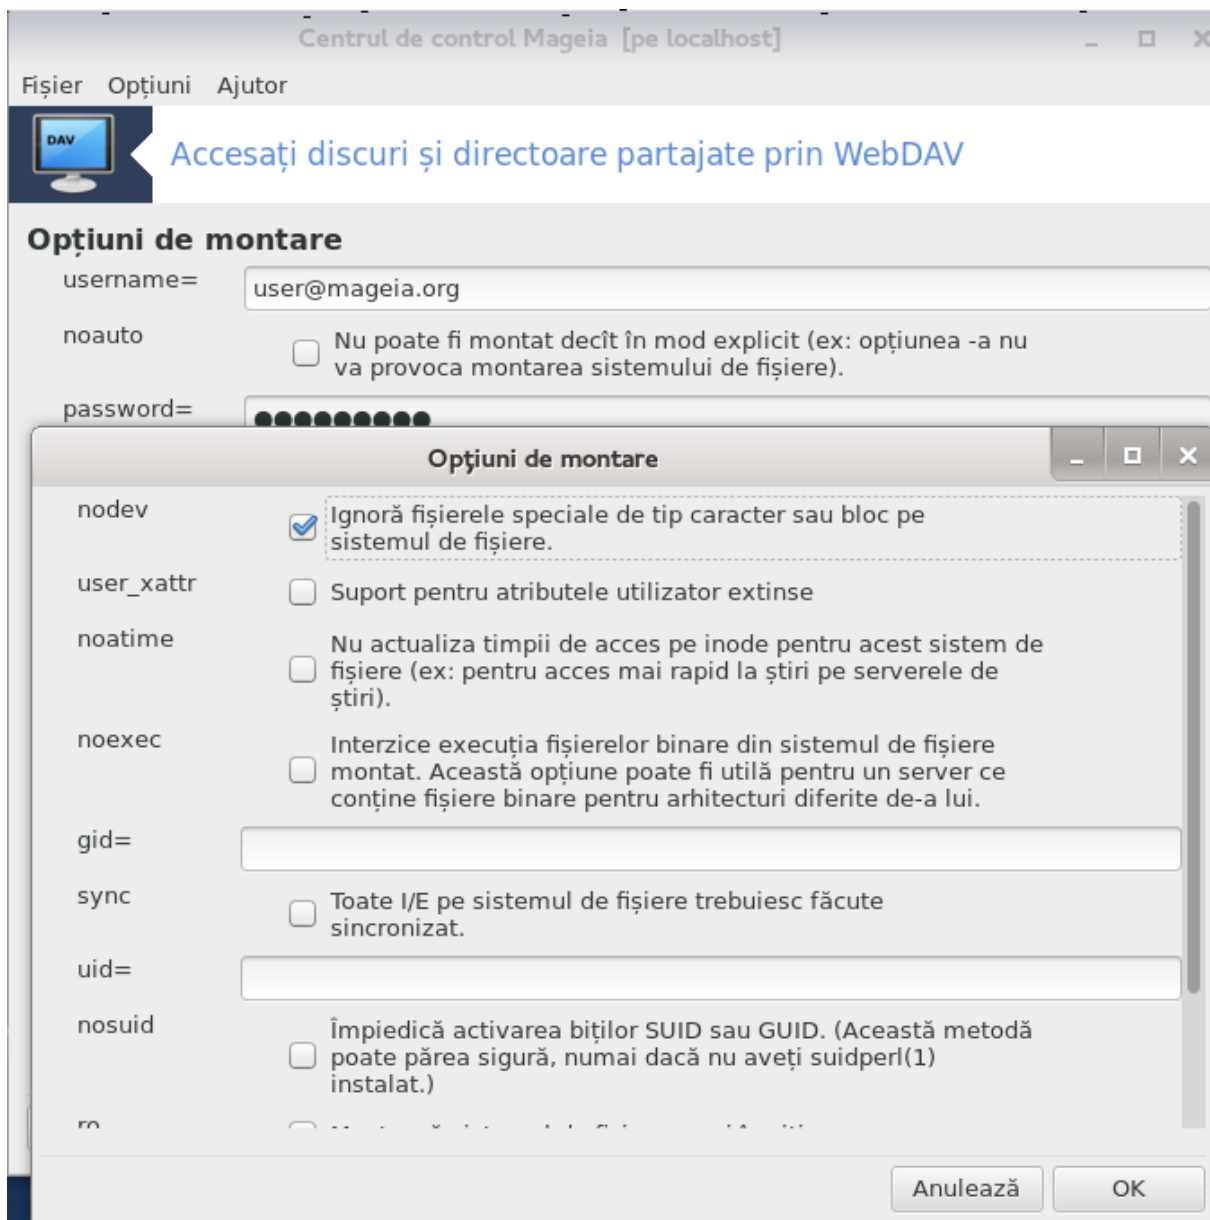 Centrul de control Mageia [pe localhost]
Fișier Opțiuni Ajutor
DAV
Accesați discuri și directoare partajate prin WebDAV
Opțiuni de montare
username=
user@mageia.org
noauto
Nu poate fi montat decît în mod explicit (ex: opțiunea -a nu
va provoca montarea sistemului de fișiere).
password=
●●●●●●●●●
Opțiuni de montare
nodev
Ignoră fișierele speciale de tip caracter sau bloc pe
sistemul de fișiere.
user_xattr
Suport pentru atributele utilizator extinse
noatime
Nu actualiza timpii de acces pe inode pentru acest sistem de
fișiere (ex: pentru acces mai rapid la știri pe serverele de
știri).
noexec
Interzice execuția fișierelor binare din sistemul de fișiere
montat. Această opțiune poate fi utilă pentru un server ce
conține fișiere binare pentru arhitecturi diferite de-a lui.
gid=
sync
Toate I/E pe sistemul de fișiere trebuiesc făcute
sincronizat.
uid=
nosuid
Împiedică activarea biților SUID sau GUID. (Această metodă
poate părea sigură, numai dacă nu aveți suidperl(1)
instalat.)
ro
Anulează
OK